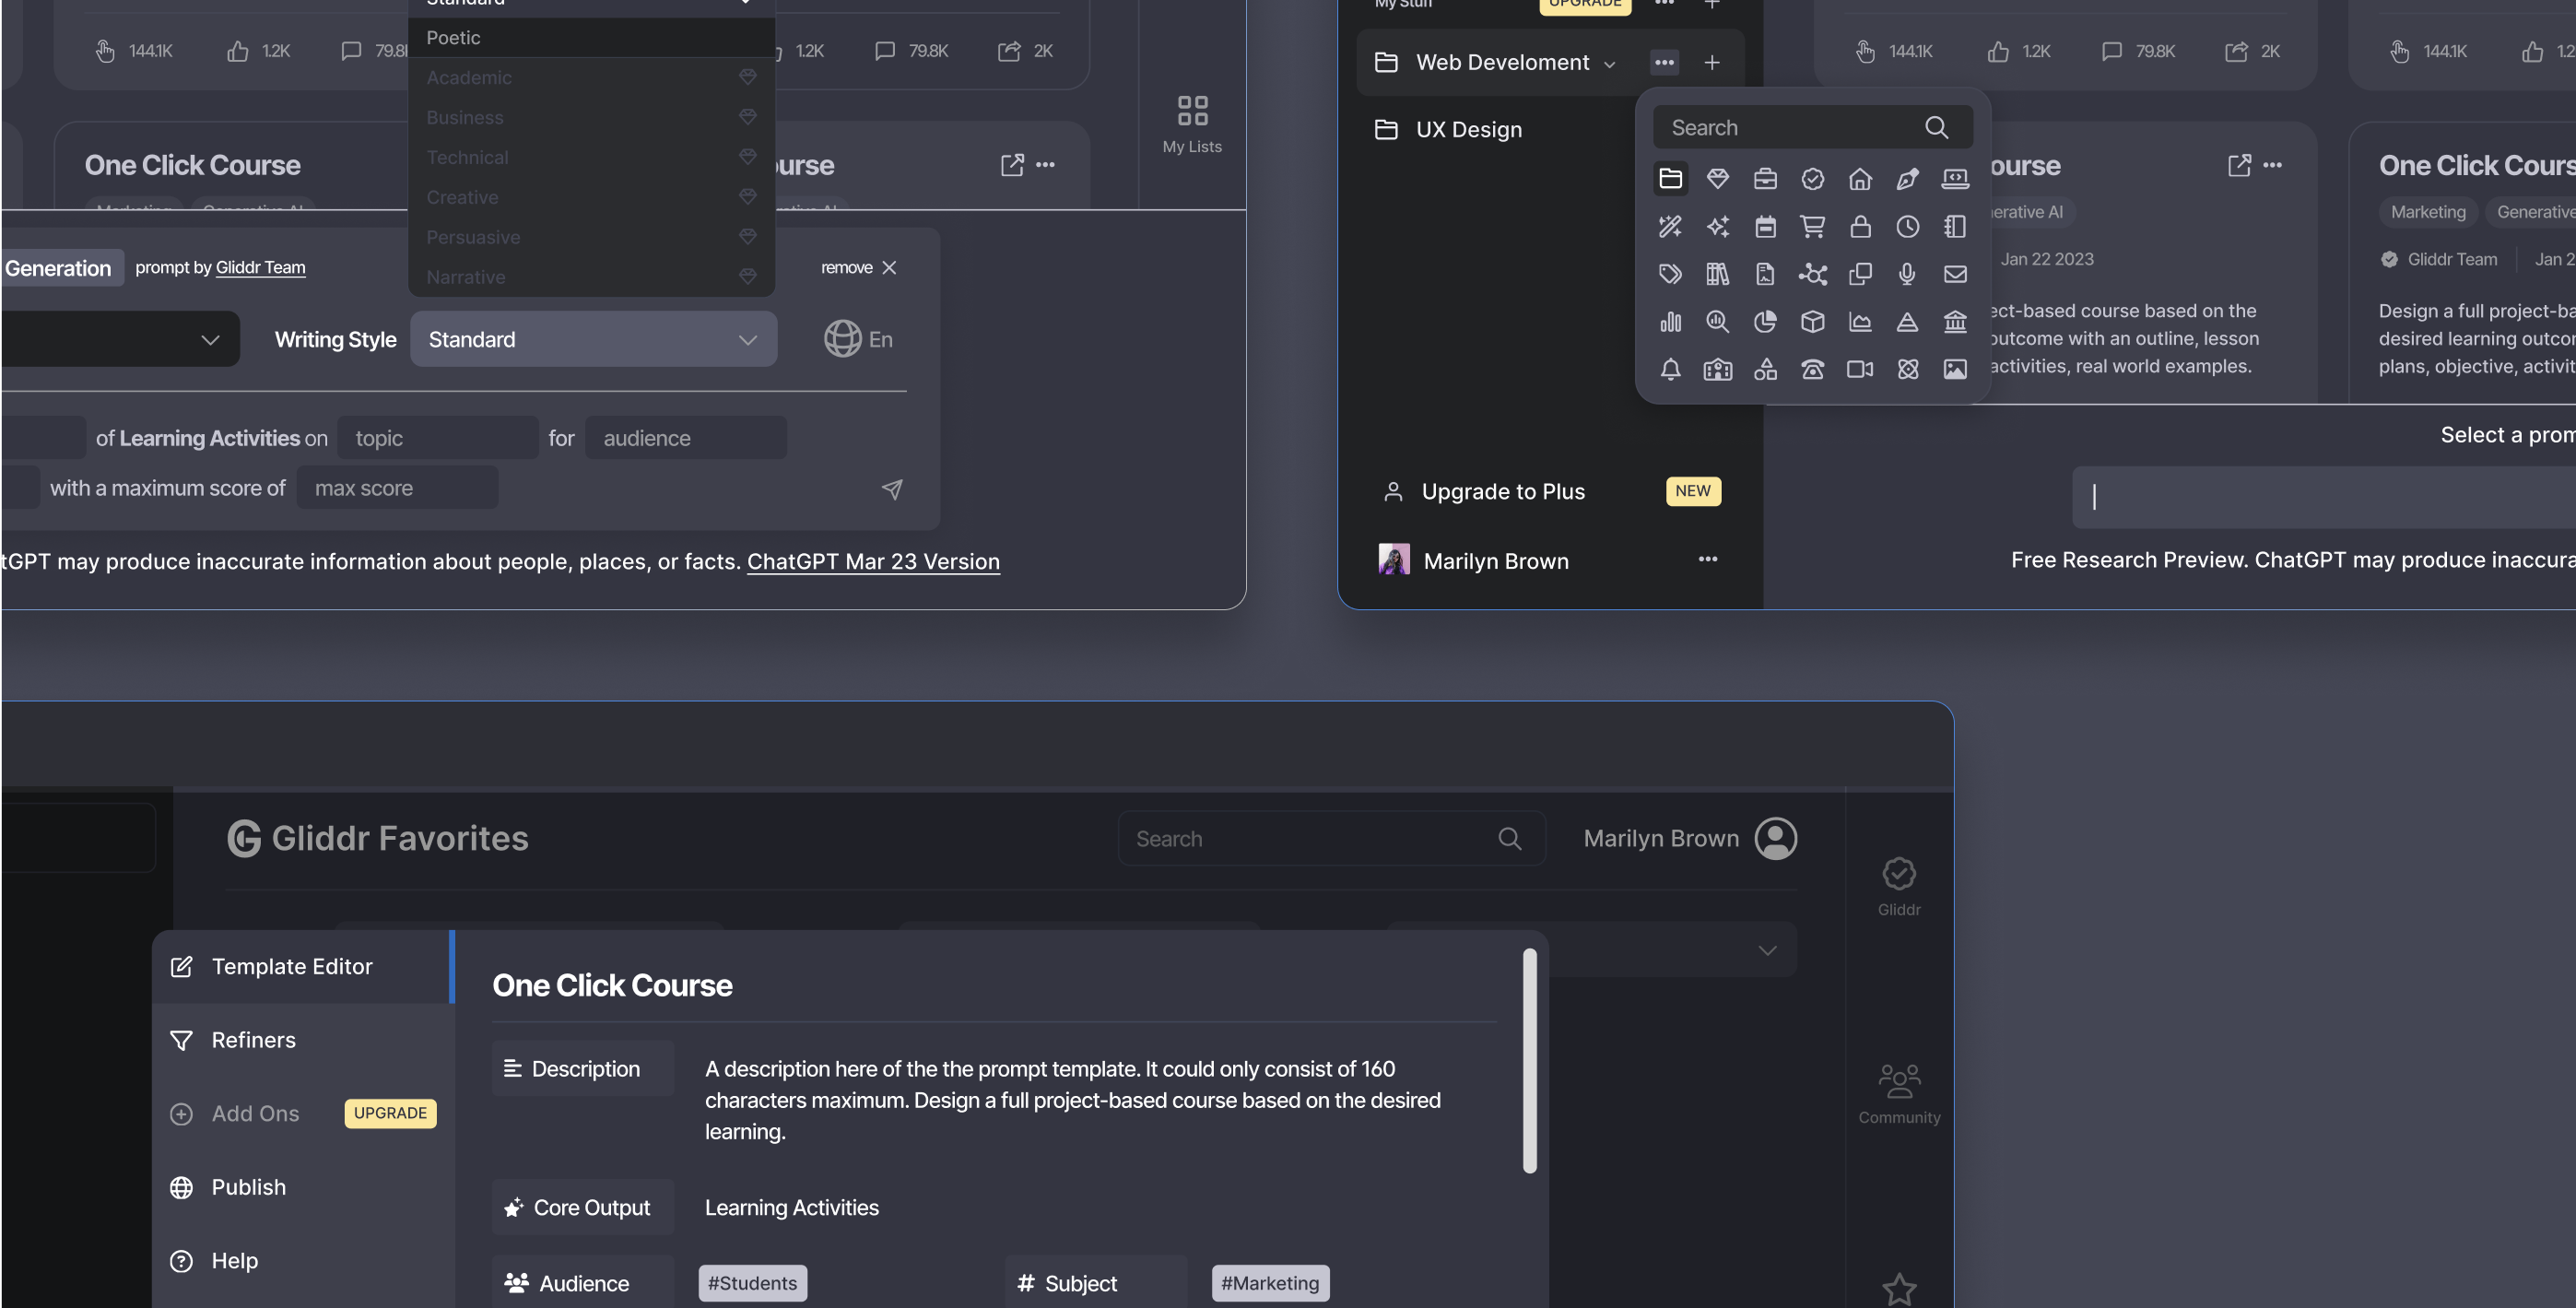 Standard
Poetic
Academic
Business
Technical
Creative
Persuasive
Narrative
144.1K 1.2K 79.8K
1.2K 79.8K 2K
One Click Course
Marketing Generative AI
My Lists
Generation prompt by Gliddr Team
remove
Writing Style Standard
En
of Learning Activities on topic for audience
with a maximum score of max score
tGPT may produce inaccurate information about people, places, or facts. ChatGPT Mar 23 Version
My Stuff UPGRADE
Web Develoment
UX Design
Search
Upgrade to Plus NEW
Marilyn Brown
144.1K 1.2K 79.8K 2K
144.1K 1.2
ourse
erative AI
Jan 22 2023
ect-based course based on the
outcome with an outline, lesson
activities, real world examples.
One Click Cours
Marketing Generative
Gliddr Team Jan 2
Design a full project-ba
desired learning outcon
plans, objective, activit
Select a prom
Free Research Preview. ChatGPT may produce inaccura
Gliddr Favorites
Search
Marilyn Brown
Gliddr
Community
Template Editor
Refiners
Add Ons UPGRADE
Publish
Help
One Click Course
Description
A description here of the the prompt template. It could only consist of 160
characters maximum. Design a full project-based course based on the desired
learning.
Core Output Learning Activities
Audience #Students # Subject #Marketing